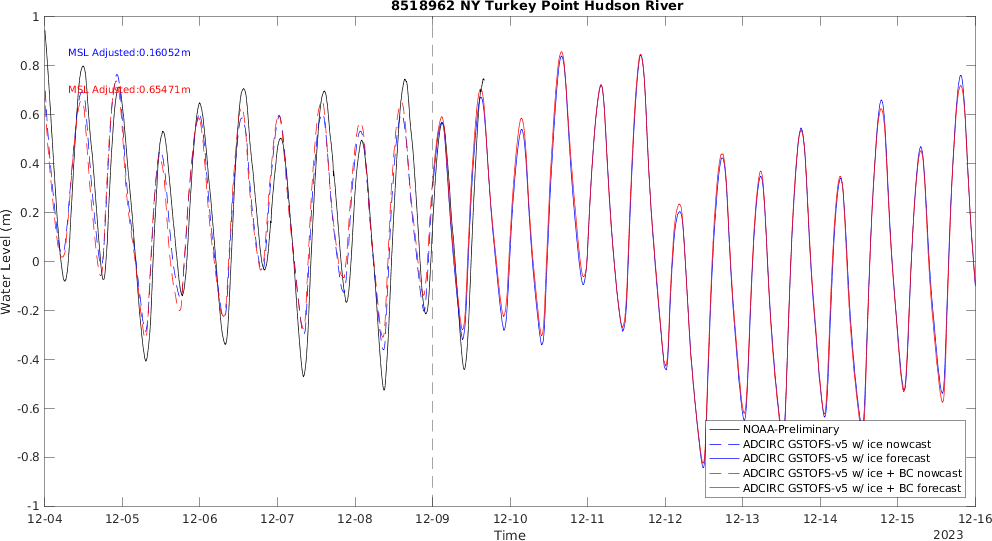 8518962 NY Turkey Point Hudson River
MSL Adjusted:0.16052m
MSL Adjusted:0.65471m
Water Level (m)
1
0.8
0.6
0.4
0.2
0
-0.2
-0.4
-0.6
-0.8
-1
NOAA-Preliminary
ADCIRC GSTOFS-v5 w/ ice nowcast
ADCIRC GSTOFS-v5 w/ ice forecast
ADCIRC GSTOFS-v5 w/ ice + BC nowcast
ADCIRC GSTOFS-v5 w/ ice + BC forecast
12-04 12-05 12-06 12-07 12-08 12-09 12-10 12-11 12-12 12-13 12-14 12-15 12-16
Time
2023